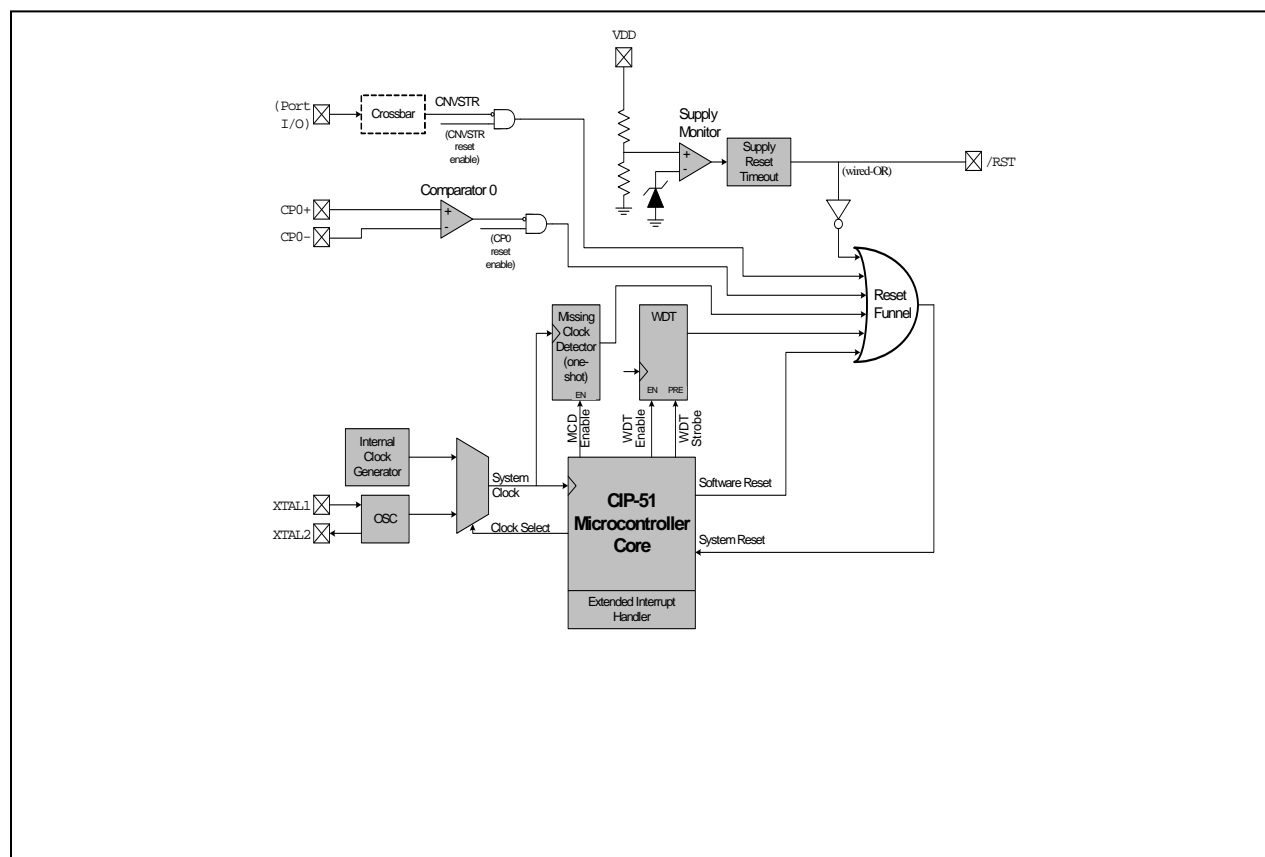 VDD
(Port
I/O)
Crossbar
CNVSTR
(CNVSTR
reset
enable)
Supply
Monitor
+
-
Supply
Reset
Timeout
(wired-OR)
/RST
Comparator 0
CP0+
CP0-
+
-
(CP0
reset
enable)
Reset
Funnel
Missing
Clock
Detector
(one-
shot)
EN
WDT
EN
PRE
MCD
Enable
WDT
Enable
WDT
Strobe
Internal
Clock
Generator
System
Clock
XTAL1
XTAL2
OSC
Clock Select
CIP-51
Microcontroller
Core
Software Reset
System Reset
Extended Interrupt
Handler